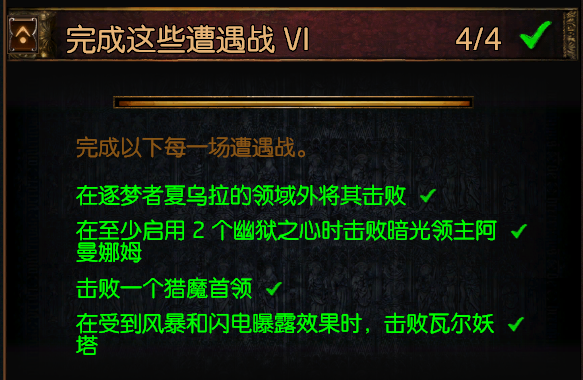 完成这些遭遇战 VI 4/4
完成以下每一场遭遇战。
在逐梦者夏乌拉的领域外将其击败
在至少启用 2 个幽狱之心时击败暗光领主阿
曼娜姆
击败一个猎魔首领
在受到风暴和闪电曝露效果时，击败瓦尔妖
塔